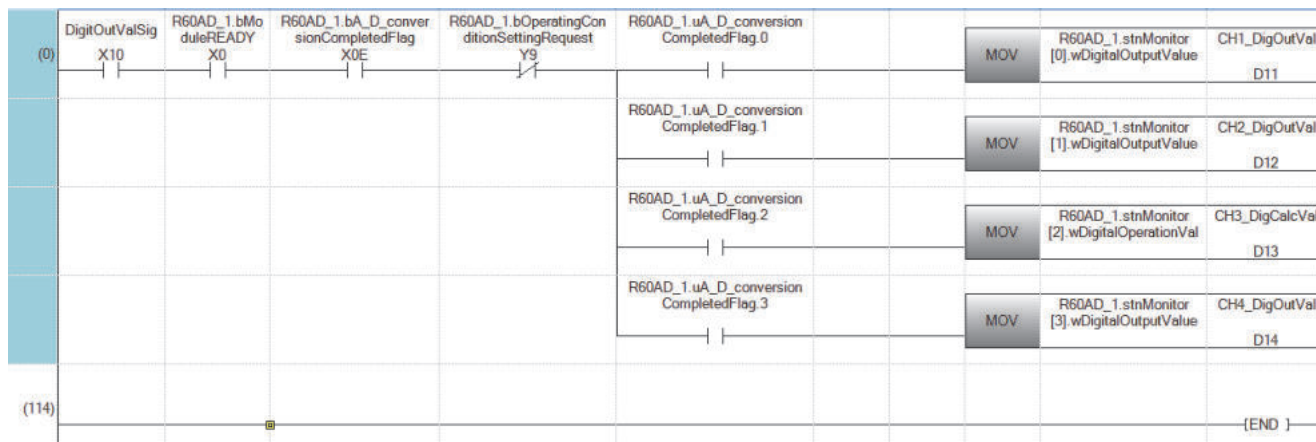 DigitOutValSig
X10
R60AD_1.bMo
duleREADY
X0
R60AD_1.bA_D_conver
sionCompletedFlag
X0E
R60AD_1.bOperatingCon
ditionSettingRequest
Y9
R60AD_1.uA_D_conversion
CompletedFlag.0
(0)
MOV
R60AD_1.stnMonitor
[0].wDigitalOutputValue
CH1_DigOutVal
D11
R60AD_1.uA_D_conversion
CompletedFlag.1
MOV
R60AD_1.stnMonitor
[1].wDigitalOutputValue
CH2_DigOutVal
D12
R60AD_1.uA_D_conversion
CompletedFlag.2
MOV
R60AD_1.stnMonitor
[2].wDigitalOperationVal
CH3_DigCalcVal
D13
R60AD_1.uA_D_conversion
CompletedFlag.3
MOV
R60AD_1.stnMonitor
[3].wDigitalOutputValue
CH4_DigOutVal
D14
(114)
[END ]